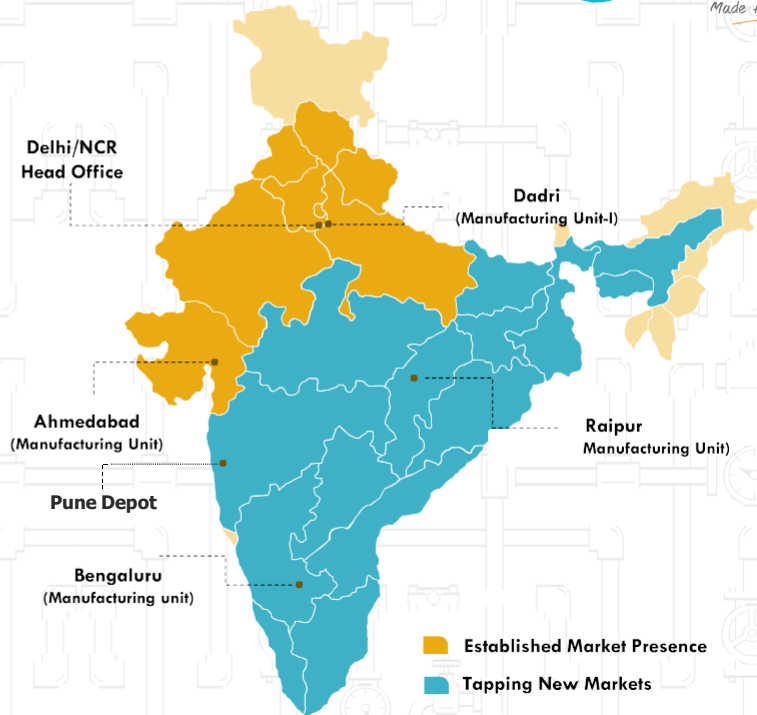 Made
Delhi/NCR
Head Office
Dadri
(Manufacturing Unit-I)
Ahmedabad
(Manufacturing Unit)
Raipur
Manufacturing Unit)
Pune Depot
Bengaluru
(Manufacturing unit)
Established Market Presence
Tapping New Markets